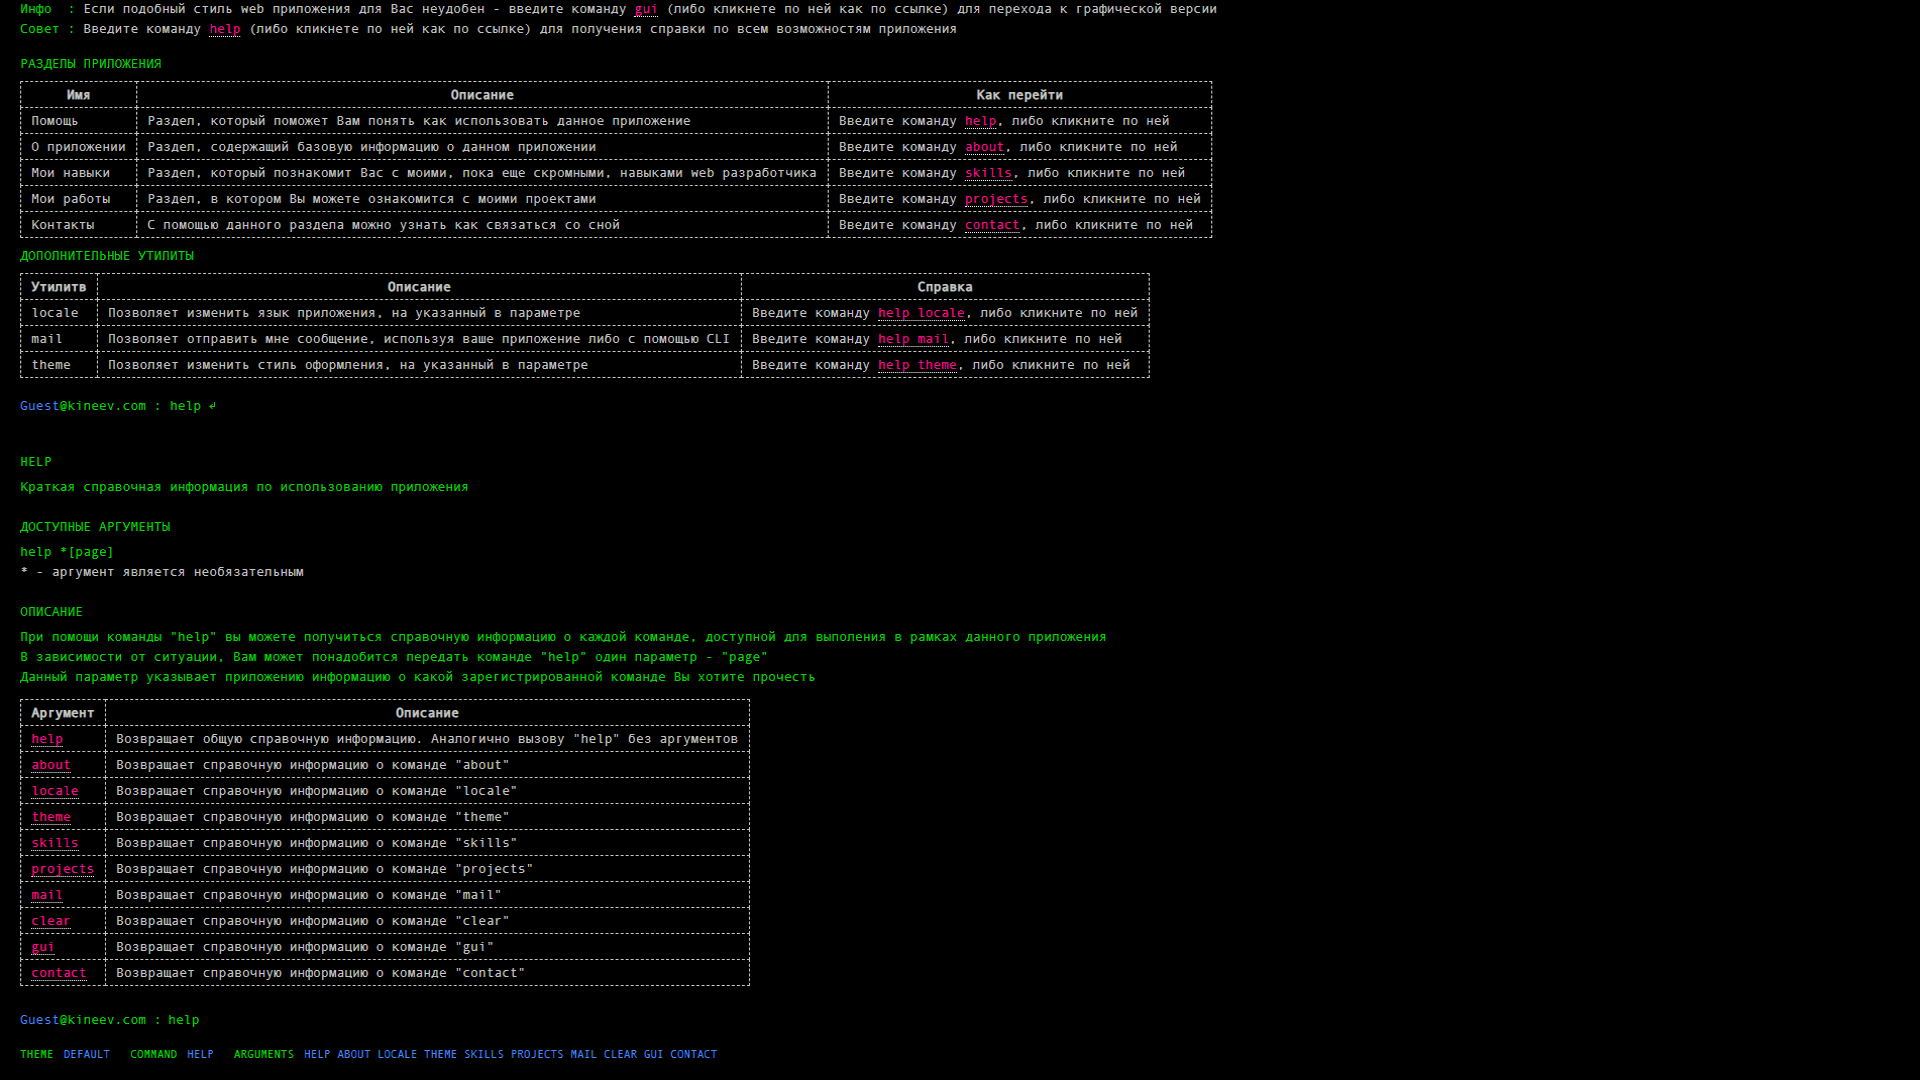 Инфо  : Если подобный стиль web приложения для Вас неудобен - введите команду gui (либо кликнете по ней как по ссылке) для перехода к графической версии
Совет : Введите команду help (либо кликнете по ней как по ссылке) для получения справки по всем возможностям приложения
РАЗДЕЛЫ ПРИЛОЖЕНИЯ
Имя Описание Как перейти
Помощь Раздел, который поможет Вам понять как использовать данное приложение Введите команду help, либо кликните по ней
О приложении Раздел, содержащий базовую информацию о данном приложении Введите команду about, либо кликните по ней
Мои навыки Раздел, который познакомит Вас с моими, пока еще скромными, навыками web разработчика Введите команду skills, либо кликните по ней
Мои работы Раздел, в котором Вы можете ознакомится с моими проектами Введите команду projects, либо кликните по ней
Контакты С помощью данного раздела можно узнать как связаться со сной Введите команду contact, либо кликните по ней
ДОПОЛНИТЕЛЬНЫЕ УТИЛИТЫ
Утилитв Описание Справка
locale Позволяет изменить язык приложения, на указанный в параметре Введите команду help locale, либо кликните по ней
mail Позволяет отправить мне сообщение, используя ваше приложение либо с помощью CLI Введите команду help mail, либо кликните по ней
theme Позволяет изменить стиль оформления, на указанный в параметре Введите команду help theme, либо кликните по ней
Guest@kineev.com : help ↲
HELP
Краткая справочная информация по использованию приложения
ДОСТУПНЫЕ АРГУМЕНТЫ
help *[page]
* - аргумент является необязательным
ОПИСАНИЕ
При помощи команды "help" вы можете получиться справочную информацию о каждой команде, доступной для выполения в рамках данного приложения
В зависимости от ситуации, Вам может понадобится передать команде "help" один параметр - "page"
Данный параметр указывает приложению информацию о какой зарегистрированной команде Вы хотите прочесть
Аргумент Описание
help Возвращает общую справочную информацию. Аналогично вызову "help" без аргументов
about Возвращает справочную информацию о команде "about"
locale Возвращает справочную информацию о команде "locale"
theme Возвращает справочную информацию о команде "theme"
skills Возвращает справочную информацию о команде "skills"
projects Возвращает справочную информацию о команде "projects"
mail Возвращает справочную информацию о команде "mail"
clear Возвращает справочную информацию о команде "clear"
gui Возвращает справочную информацию о команде "gui"
contact Возвращает справочную информацию о команде "contact"
Guest@kineev.com : help
THEME DEFAULT COMMAND HELP ARGUMENTS HELP ABOUT LOCALE THEME SKILLS PROJECTS MAIL CLEAR GUI CONTACT